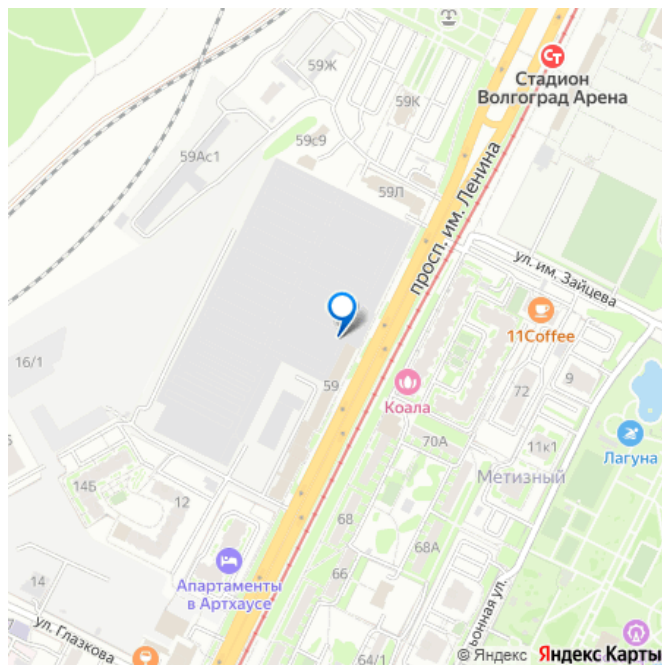 59Ж
Стадион
Волгоград Арена
59К
59Ас1
59с9
59Л
просп. им. Ленина
ул. им. Зайцева
11Coffee
16/1
59
Коала
72
9
70А
11к1
Лагуна
Метизный
14Б
12
68
68А
Апартаменты
в Артхаусе
66
14
ул. Глазкова
64/1
© Яндекс Яндекс Карты